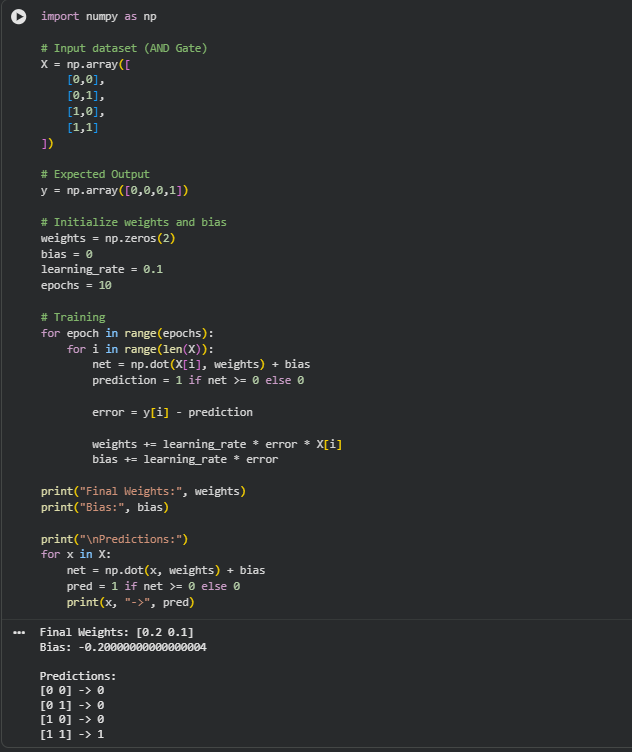 import numpy as np

# Input dataset (AND Gate)
X = np.array([
    [0,0],
    [0,1],
    [1,0],
    [1,1]
])

# Expected Output
y = np.array([0,0,0,1])

# Initialize weights and bias
weights = np.zeros(2)
bias = 0
learning_rate = 0.1
epochs = 10

# Training
for epoch in range(epochs):
    for i in range(len(X)):
        net = np.dot(X[i], weights) + bias
        prediction = 1 if net >= 0 else 0

        error = y[i] - prediction

        weights += learning_rate * error * X[i]
        bias += learning_rate * error

print("Final Weights:", weights)
print("Bias:", bias)

print("\nPredictions:")
for x in X:
    net = np.dot(x, weights) + bias
    pred = 1 if net >= 0 else 0
    print(x, "->", pred)

Final Weights: [0.2 0.1]
Bias: -0.20000000000000004

Predictions:
[0 0] -> 0
[0 1] -> 0
[1 0] -> 0
[1 1] -> 1